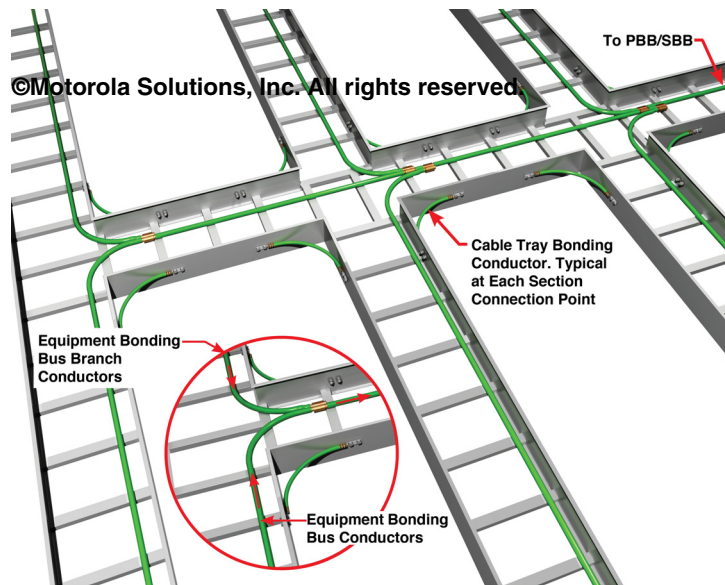 To PBB/SBB
©Motorola Solutions, Inc. All rights reserved.
Cable Tray Bonding
Conductor. Typical
at Each Section
Connection Point
Equipment Bonding
Bus Branch
Conductors
Equipment Bonding
Bus Conductors